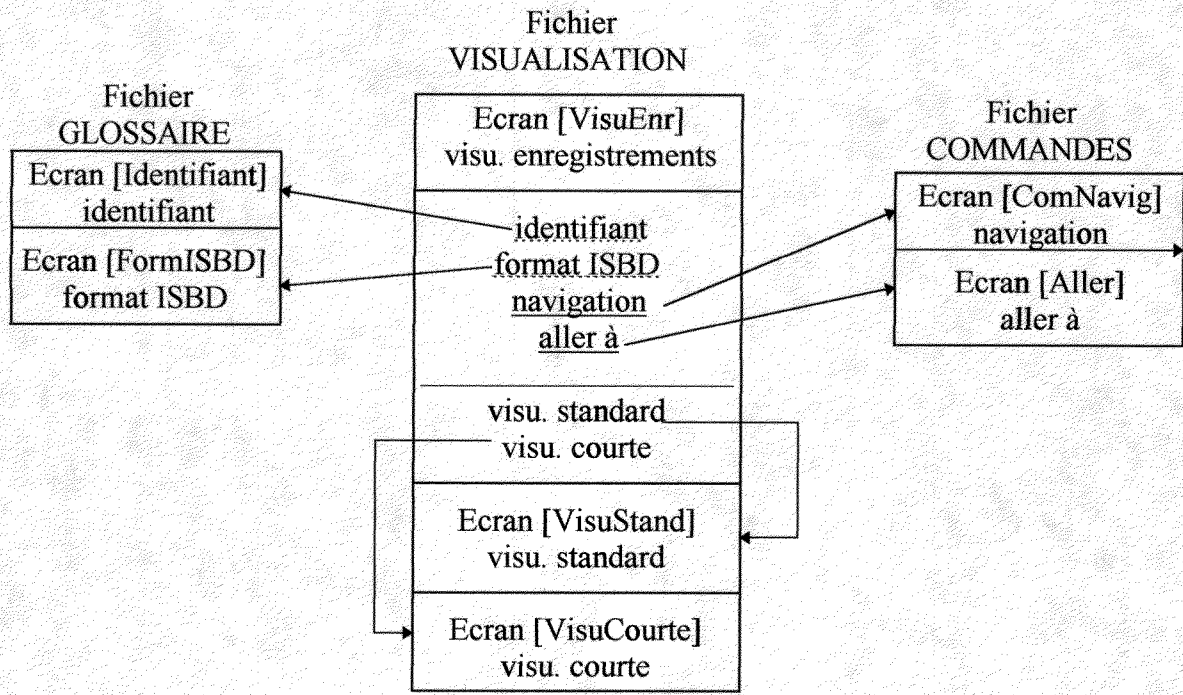 Fichier
VISUALISATION
Fichier
GLOSSAIRE
Ecran [Identifiant]
identifiant
Ecran [FormISBD]
format ISBD
Ecran [VisuEnr]
visu. enregistrements
identifiant
format ISBD
navigation
aller à
visu. standard
visu. courte
Ecran [VisuStand]
visu. standard
Ecran [VisuCourte]
visu. courte
Fichier
COMMANDES
Ecran [ComNavig]
navigation
Ecran [Aller]
aller à